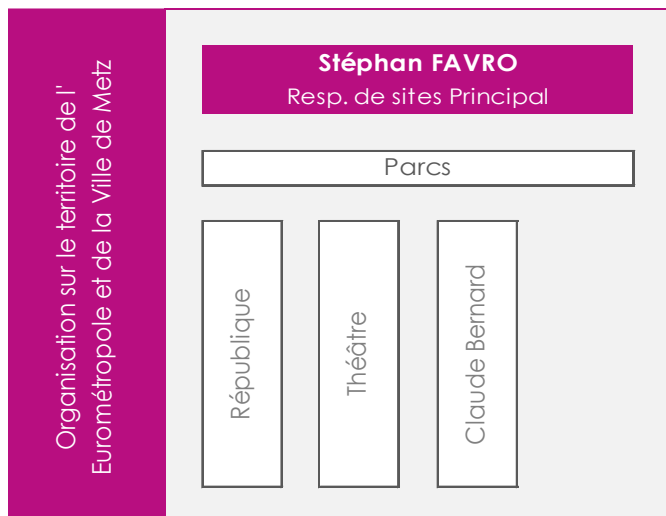 Organisation sur le territoire de l'
Eurométropole et de la Ville de Metz
Stéphan FAVRO
Resp. de sites Principal
Parcs
République
Théâtre
Claude Bernard